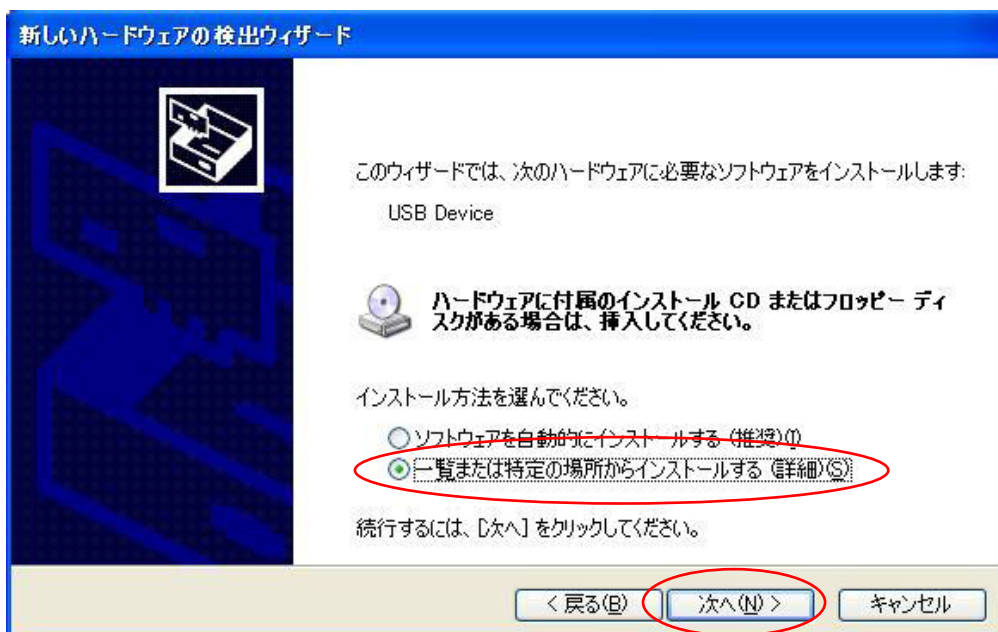 新しいハードウェアの検出ウィザード
このウィザードでは、次のハードウェアに必要なソフトウェアをインストールします:
USB Device
ハードウェアに付属のインストール CD またはフロッピー ディ
スクがある場合は、挿入してください。
インストール方法を選んでください。
ソフトウェアを自動的にインストールする (推奨)(I)
一覧または特定の場所からインストールする (詳細)(S)
続行するには、[次へ] をクリックしてください。
< 戻る(B) 次へ(N) > キャンセル